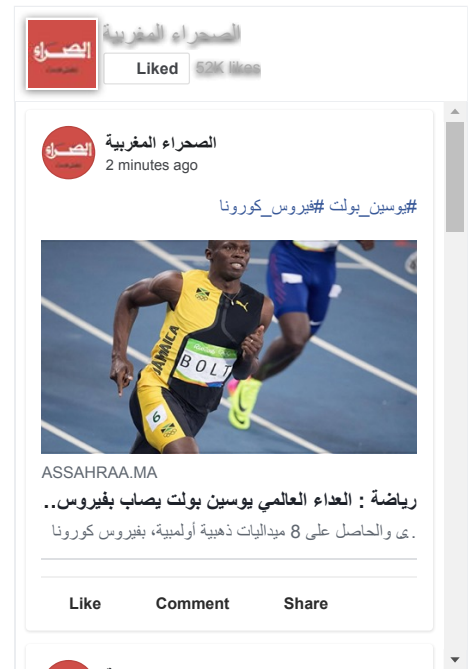 الصحراء المغربية
Liked 52K likes
الصحراء المغربية
2 minutes ago
#يوسين_بولت #فيروس_كورونا
JAMAICA
BOLT
6
ASSAHRAA.MA
رياضة : العداء العالمي يوسين بولت يصاب بفيروس..
.ى والحاصل على 8 ميداليات ذهبية أولمبية، بفيروس كورونا
Like Comment Share